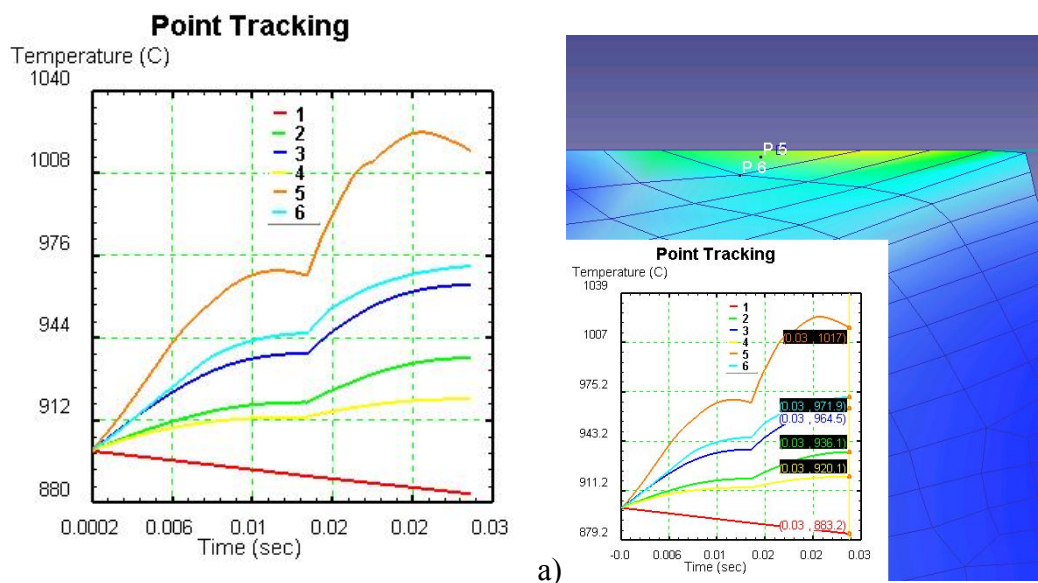 Point Tracking
Temperature (C)
1040
1008
976
944
912
880
1
2
3
4
5
6
0.0002 0.006 0.01 0.02 0.02 0.03
Time (sec)
a)
P 5
P 6
Point Tracking
Temperature (C)
1039
1007
975.2
943.2
911.2
879.2
1
2
3
4
5
6
(0.03 , 1017)
(0.03 , 971.9)
(0.03 , 964.5)
(0.03 , 936.1)
(0.03 , 920.1)
(0.03 , 883.2)
-0.0 0.006 0.01 0.02 0.02 0.03
Time (sec)